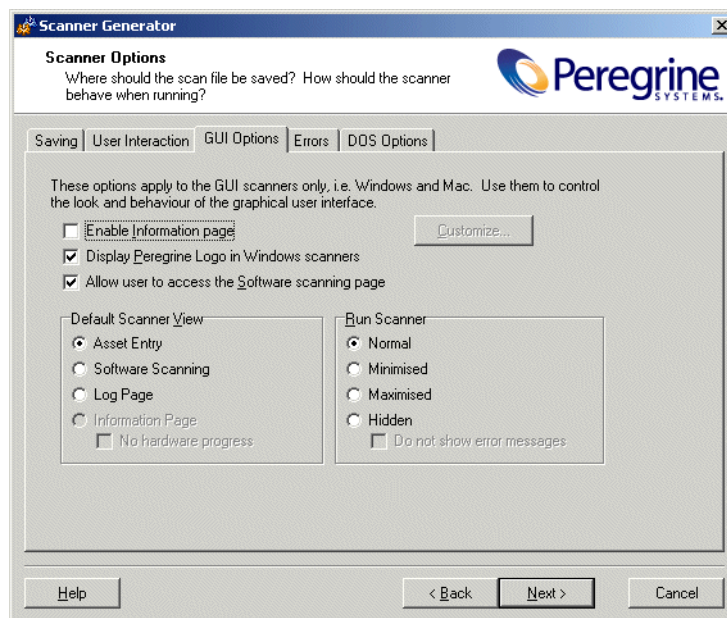 Scanner Generator
Scanner Options
Where should the scan file be saved? How should the scanner
behave when running?
Peregrine
SYSTEMS.
Saving
User Interaction
GUI Options
Errors
DOS Options
These options apply to the GUI scanners only, i.e. Windows and Mac. Use them to control
the look and behaviour of the graphical user interface.
Enable Information page
Customize...
Display Peregrine Logo in Windows scanners
Allow user to access the Software scanning page
Default Scanner View
Asset Entry
Software Scanning
Log Page
Information Page
No hardware progress
Run Scanner
Normal
Minimised
Maximised
Hidden
Do not show error messages
Help
< Back
Next >
Cancel